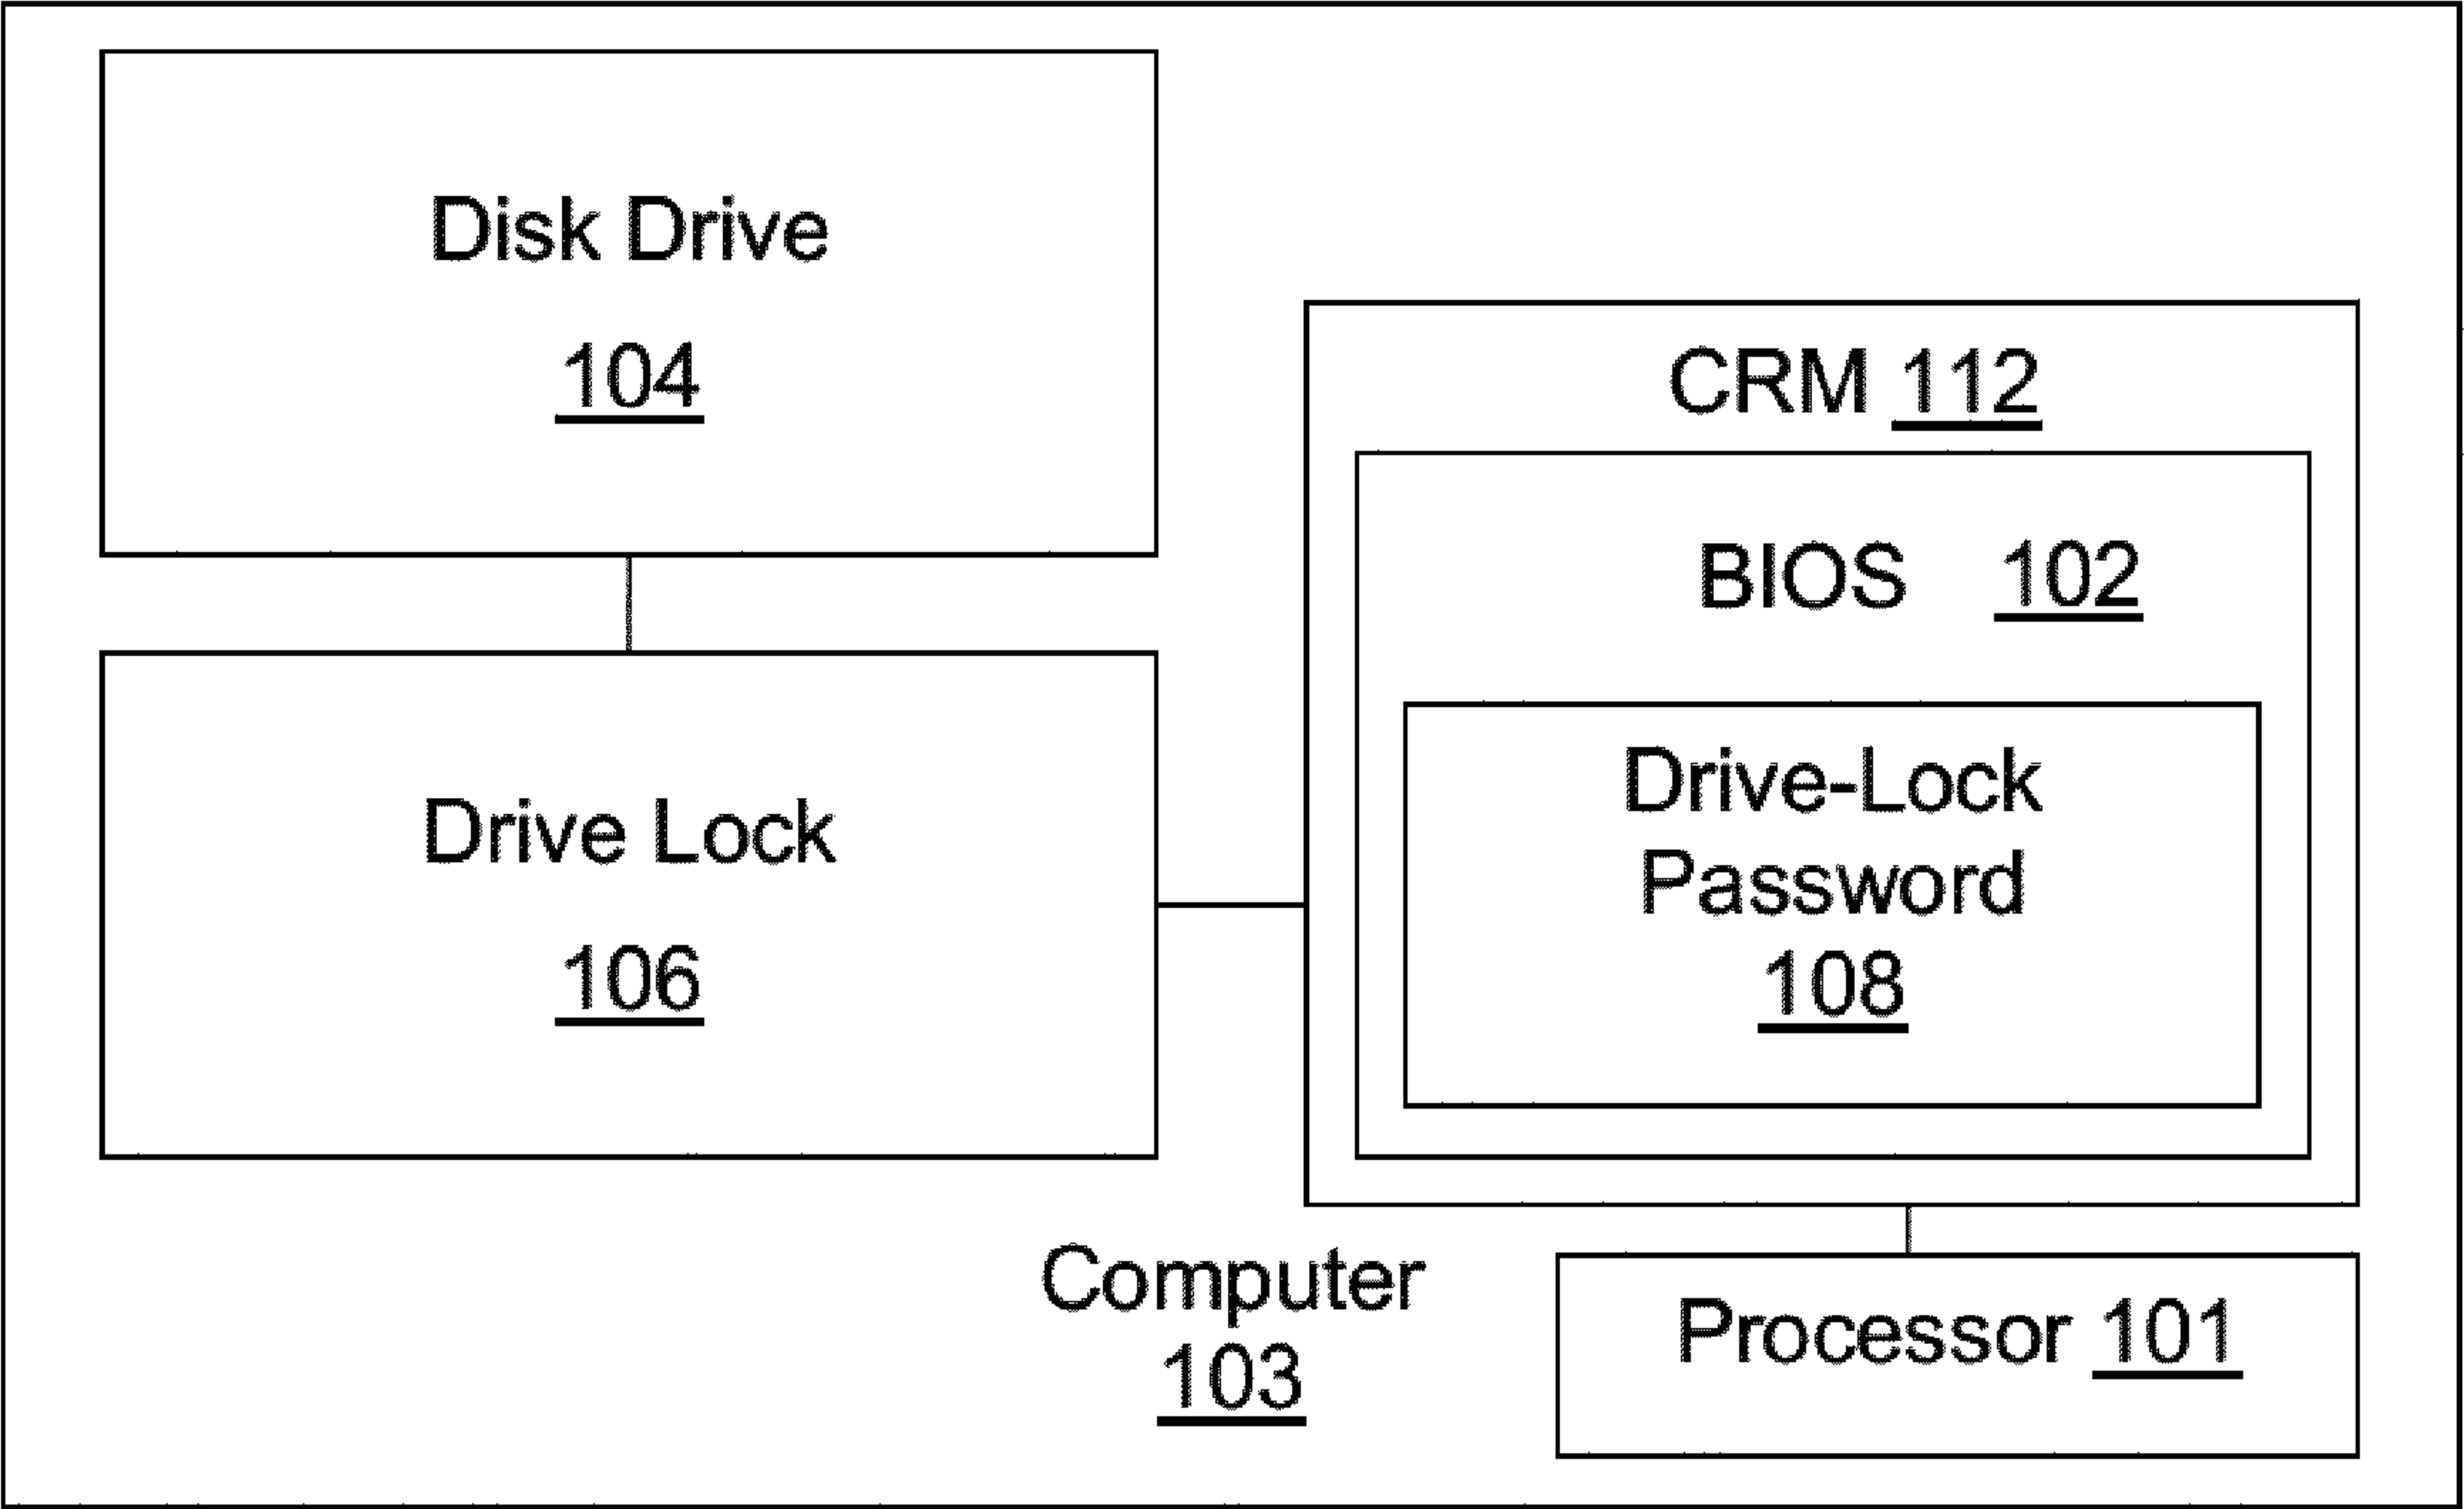 Disk Drive
104
CRM 112
BIOS 102
Drive Lock
106
Drive-Lock
Password
108
Computer
103
Processor 101